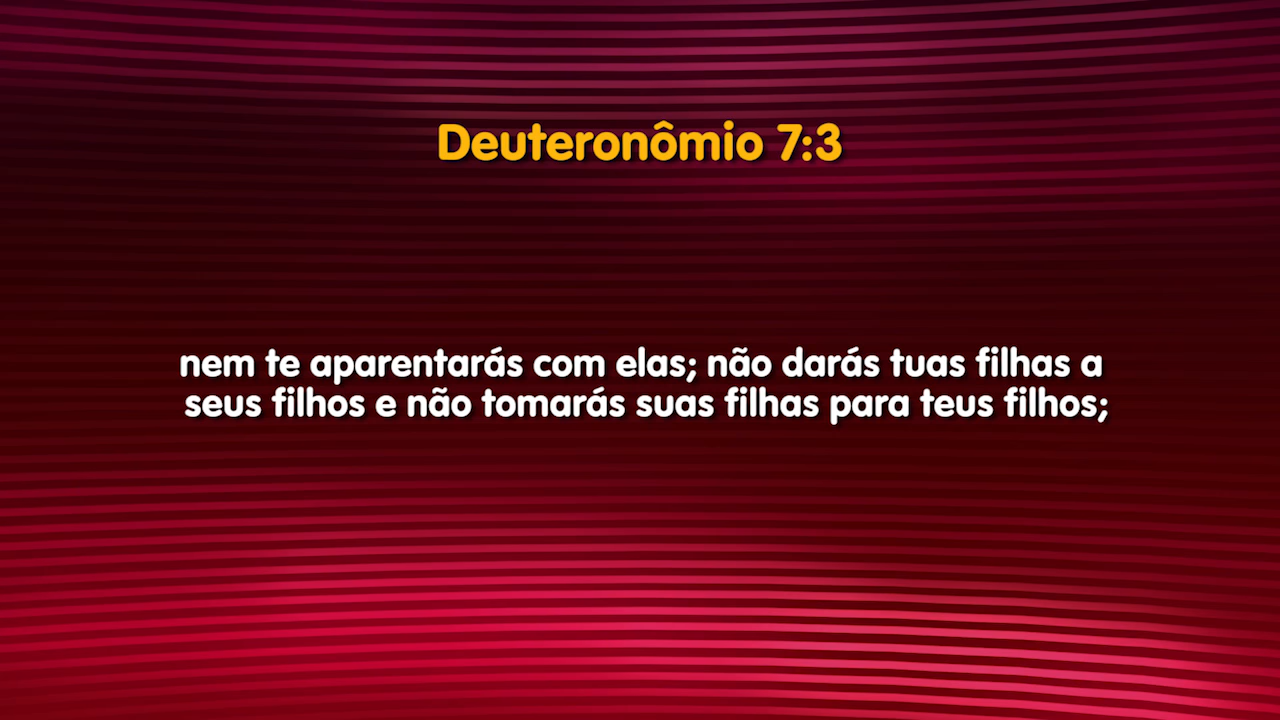 Deuteronômio 7:3
nem te aparentarás com elas; não darás tuas filhas a
seus filhos e não tomarás suas filhas para teus filhos;